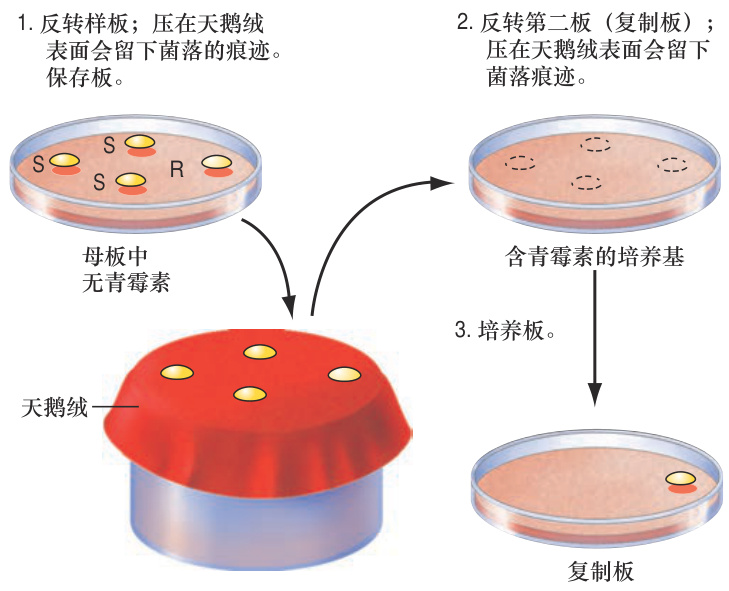 1. 反转样板；压在天鹅绒
表面会留下菌落的痕迹。
保存板。
2. 反转第二板（复制板）；
压在天鹅绒表面会留下
菌落痕迹。
S
S
S
R
母板中
无青霉素
含青霉素的培养基
3. 培养板。
天鹅绒
复制板